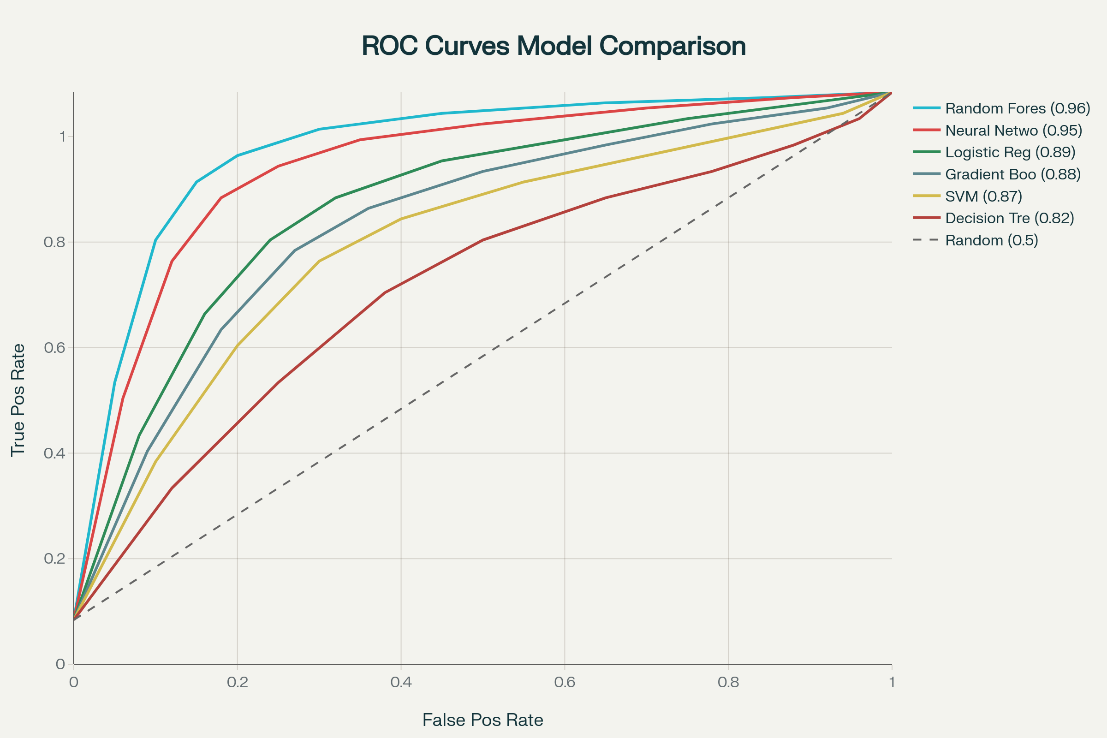 ROC Curves Model Comparison
Random Fores (0.96)
Neural Netwo (0.95)
Logistic Reg (0.89)
Gradient Boo (0.88)
SVM (0.87)
Decision Tre (0.82)
Random (0.5)
True Pos Rate
1
0.8
0.6
0.4
0.2
0
0
0.2
0.4
0.6
0.8
1
False Pos Rate